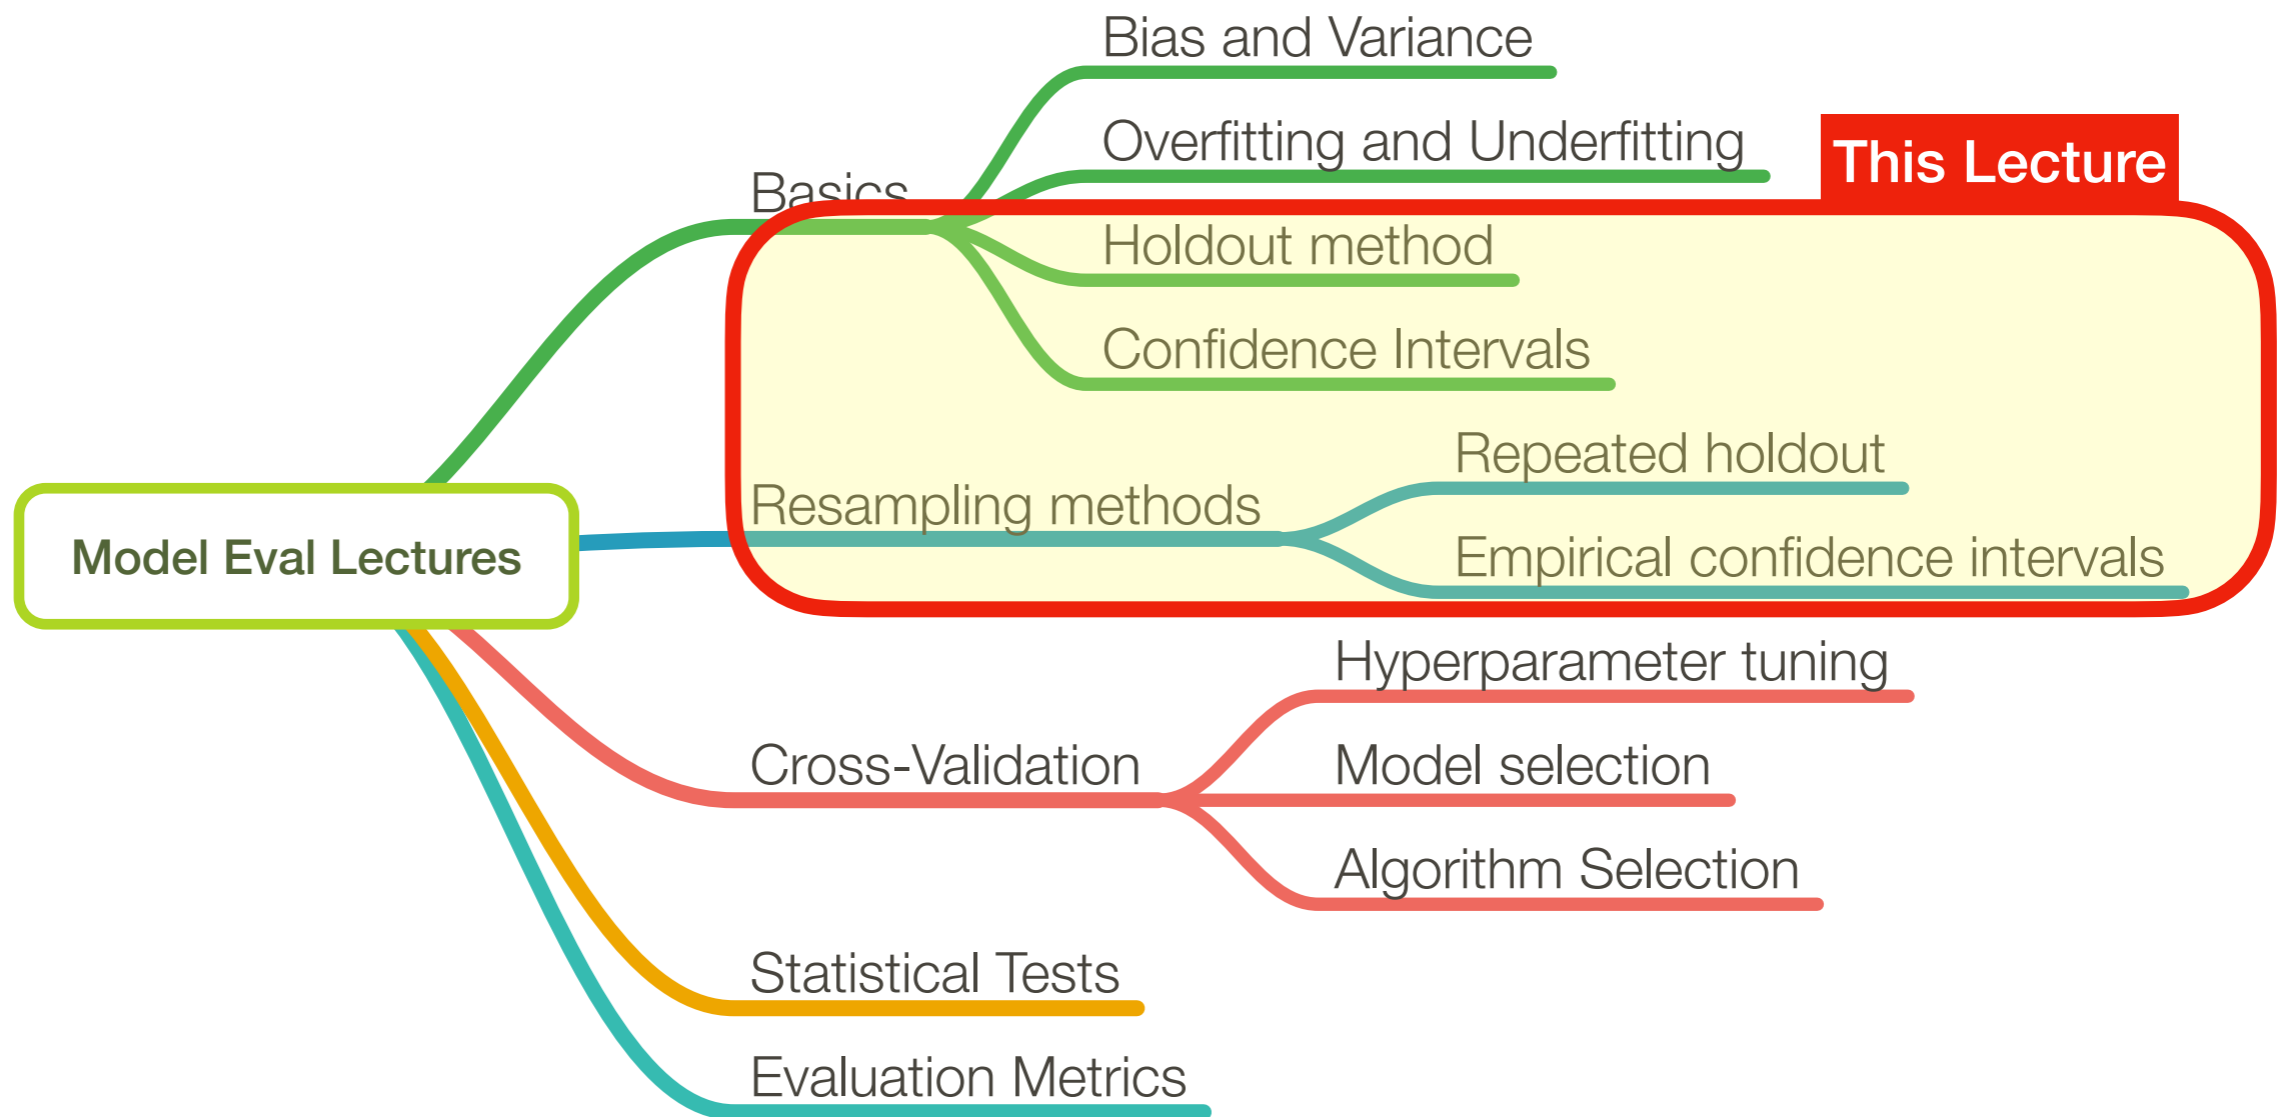 Bias and Variance
Overfitting and Underfitting
This Lecture
Basics
Holdout method
Confidence Intervals
Repeated holdout
Resampling methods
Empirical confidence intervals
Model Eval Lectures
Hyperparameter tuning
Cross-Validation
Model selection
Algorithm Selection
Statistical Tests
Evaluation Metrics